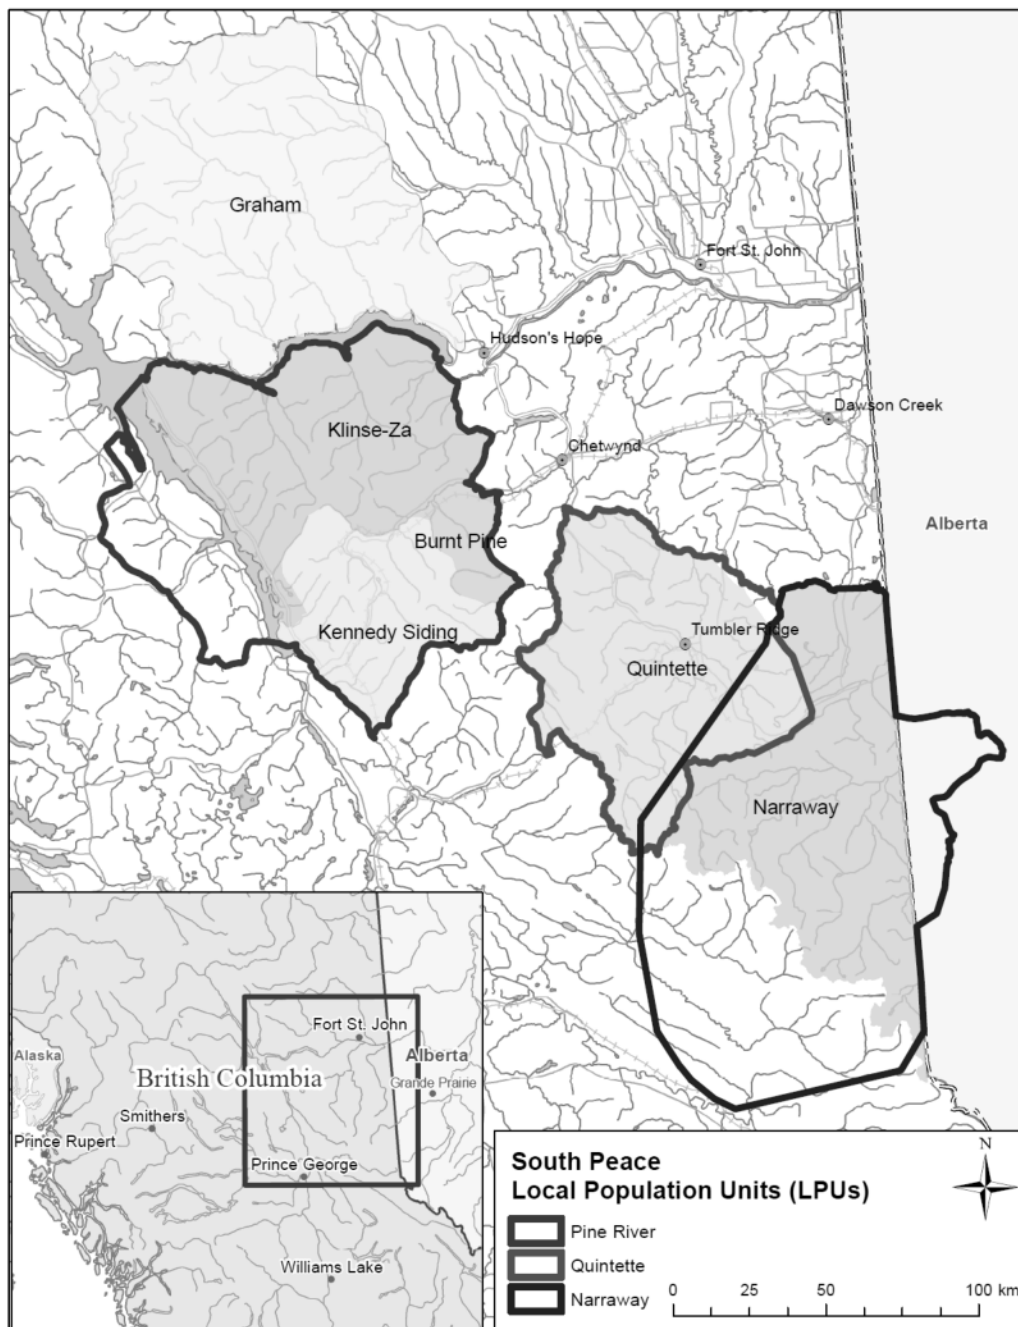 Graham
Fort St. John
Hudson's Hope
Dawson Creek
Klinse-Za
Chetwynd
Alberta
Burnt Pine
Kennedy Siding
Tumbler Ridge
Quintette
Narraway
Fort St. John
Alaska
Alberta
British Columbia
Grande Prairie
Smithers
Prince Rupert
Prince George
Williams Lake
N
South Peace
Local Population Units (LPUs)
Pine River
Quintette
Narraway
0 25 50 100 km